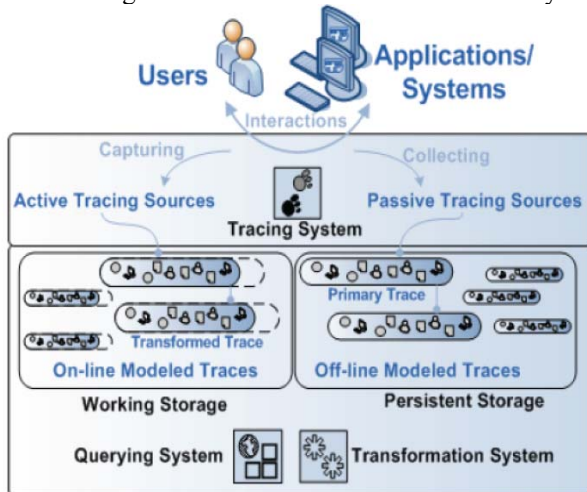 Users
Applications/
Systems
Interactions
Capturing
Collecting
Active Tracing Sources
Passive Tracing Sources
Tracing System
Primary Trace
Transformed Trace
On-line Modeled Traces
Off-line Modeled Traces
Working Storage
Persistent Storage
Querying System
Transformation System